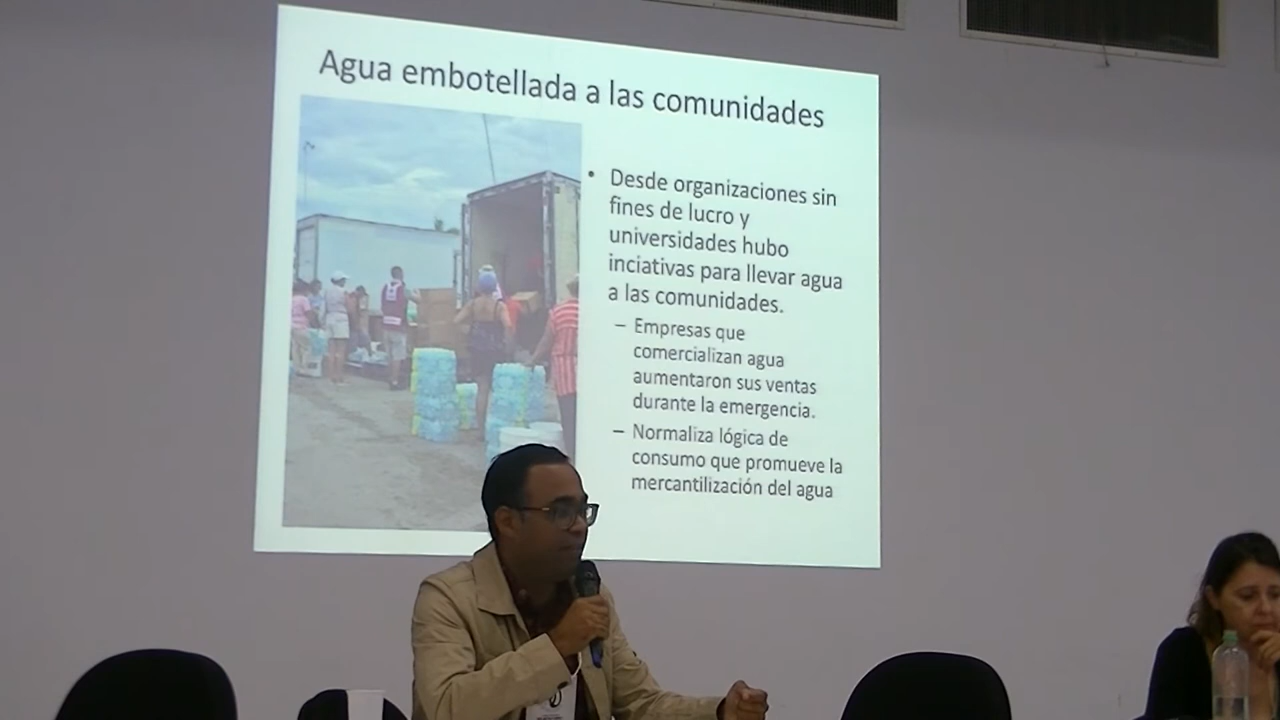 Agua embotellada a las comunidades
• Desde organizaciones sin
fines de lucro y
universidades hubo
inciativas para llevar agua
a las comunidades.
– Empresas que
comercializan agua
aumentaron sus ventas
durante la emergencia.
– Normaliza lógica de
consumo que promueve la
mercantilización del agua